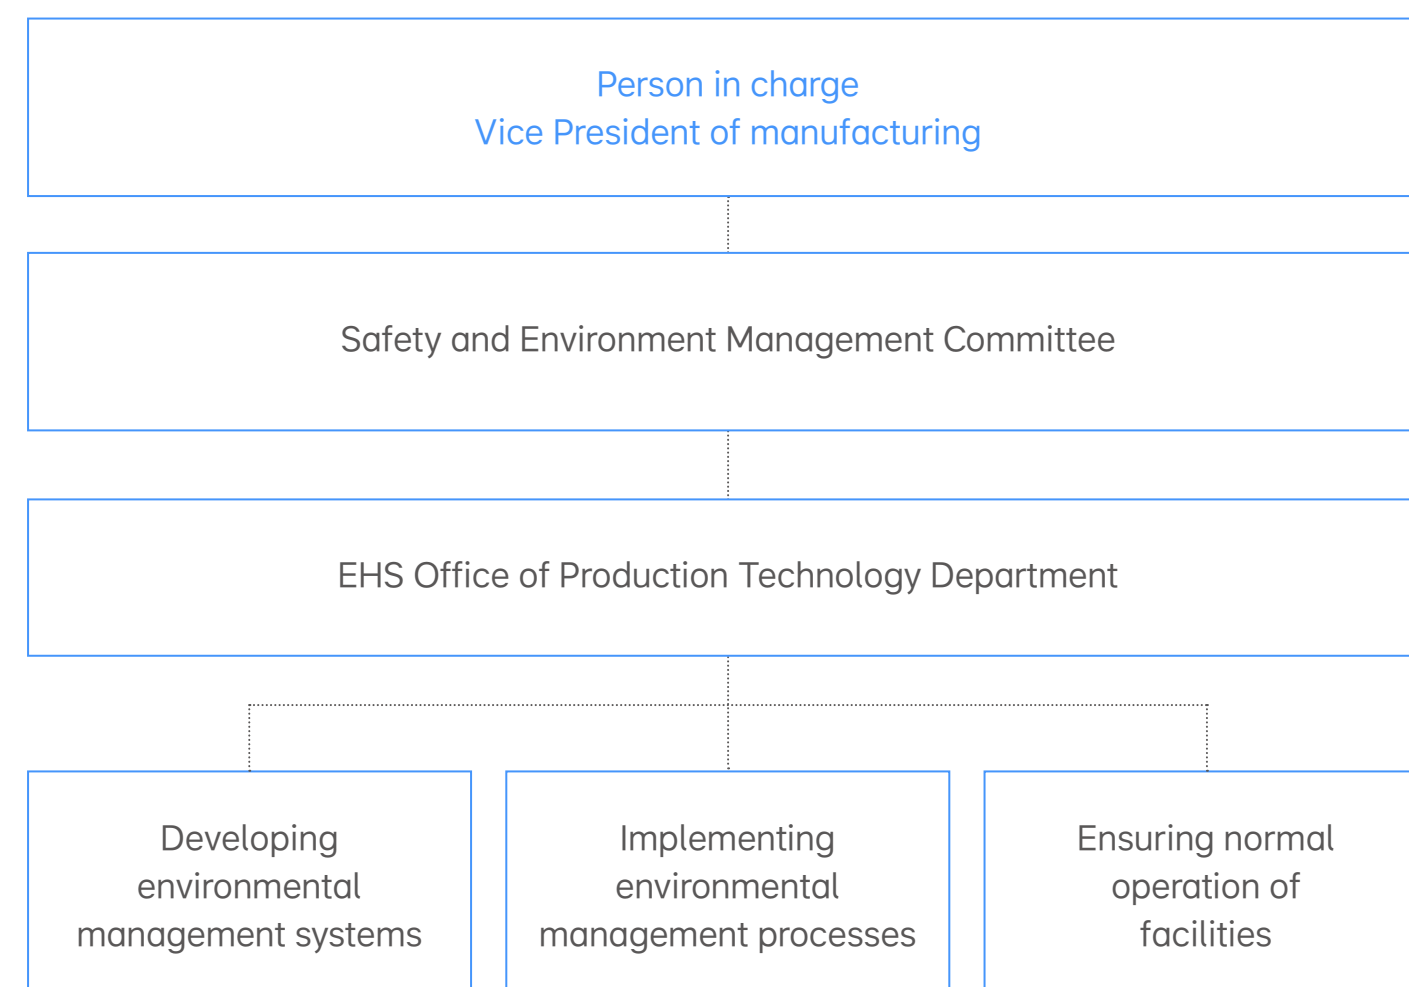 Person in charge
Vice President of manufacturing
Safety and Environment Management Committee
EHS Office of Production Technology Department
Developing
environmental
management systems
Implementing
environmental
management processes
Ensuring normal
operation of
facilities